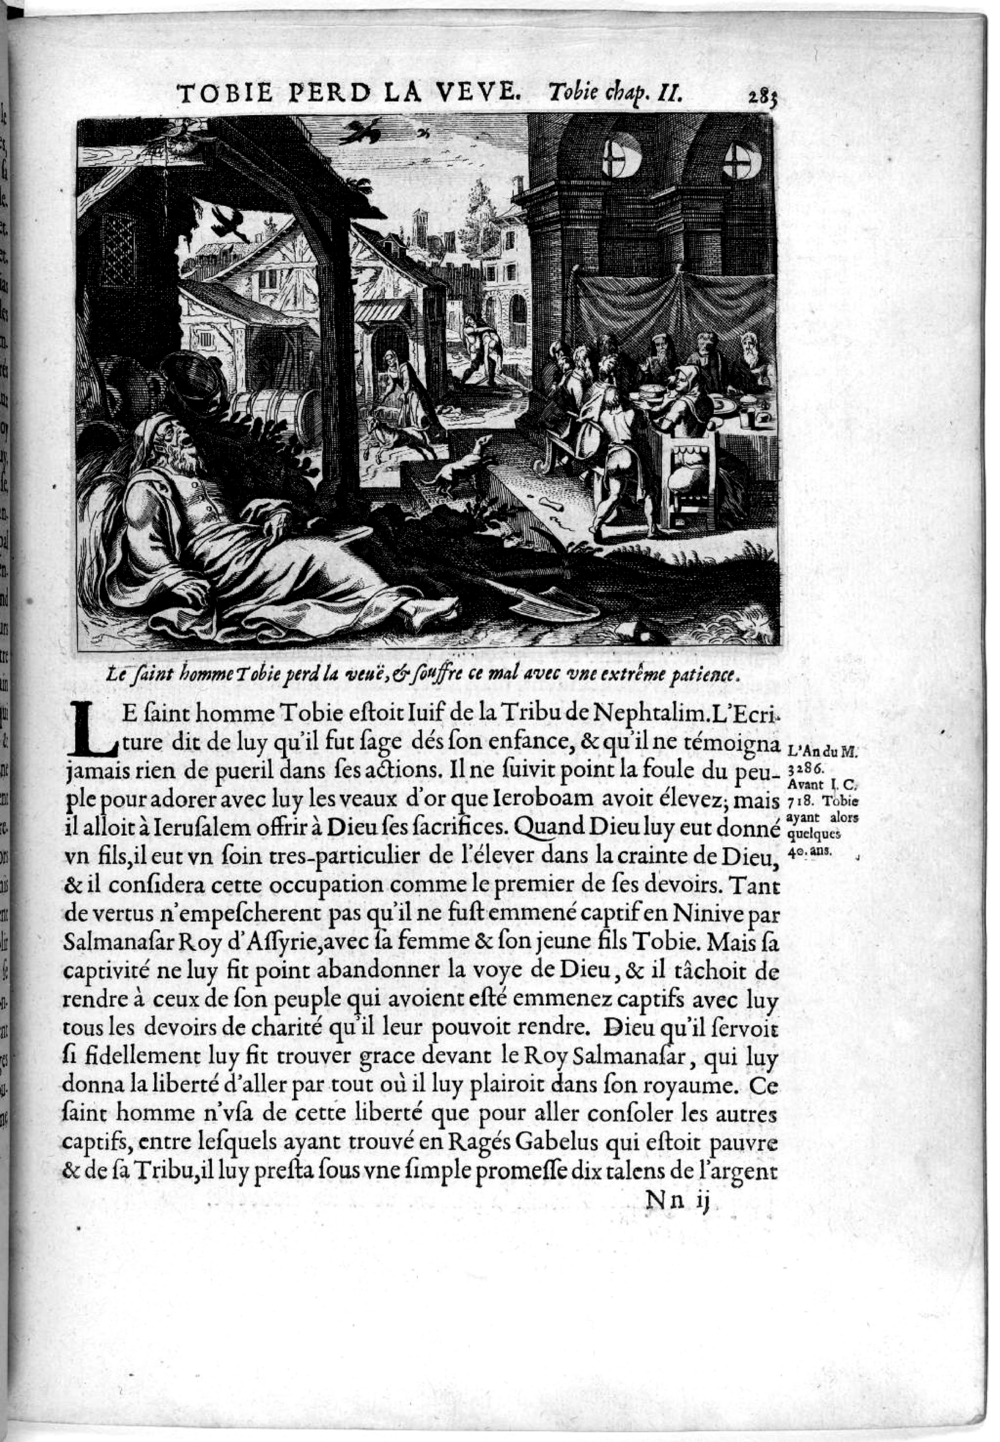 TOBIE PERD LA VEVE. Tobie chap. II. 283
Le ſaint homme Tobie perd la veuë, & ſouffre ce mal avec vne extrême patience.
LE ſaint homme Tobie eſtoit Iuif de la Tribu de Nephtalim. L'Ecri-
ture dit de luy qu'il fut ſage dés ſon enfance, & qu'il ne témoigna
jamais rien de pueril dans ſes actions. Il ne ſuivit point la foule du peu-
ple pour adorer avec luy les veaux d'or que Ieroboam avoit élevez; mais
il alloit à Ieruſalem offrir à Dieu ſes ſacrifices. Quand Dieu luy eut donné
vn fils, il eut vn ſoin tres-particulier de l'élever dans la crainte de Dieu,
& il conſidera cette occupation comme le premier de ſes devoirs. Tant
de vertus n'empeſcherent pas qu'il ne fuſt emmené captif en Ninive par
Salmanaſar Roy d'Aſſyrie, avec ſa femme & ſon jeune fils Tobie. Mais ſa
captivité ne luy fit point abandonner la voye de Dieu, & il tâchoit de
rendre à ceux de ſon peuple qui avoient eſté emmenez captifs avec luy
tous les devoirs de charité qu'il leur pouvoit rendre. Dieu qu'il ſervoit
ſi fidellement luy fit trouver grace devant le Roy Salmanaſar, qui luy
donna la liberté d'aller par tout où il luy plairoit dans ſon royaume. Ce
ſaint homme n'vſa de cette liberté que pour aller conſoler les autres
captifs, entre leſquels ayant trouvé en Ragés Gabelus qui eſtoit pauvre
& de ſa Tribu, il luy preſta ſous vne ſimple promeſſe dix talens de l'argent
Nn ij
L'An du M.
3286.
Avant I. C.
718. Tobie
ayant alors
quelques
40. ans.